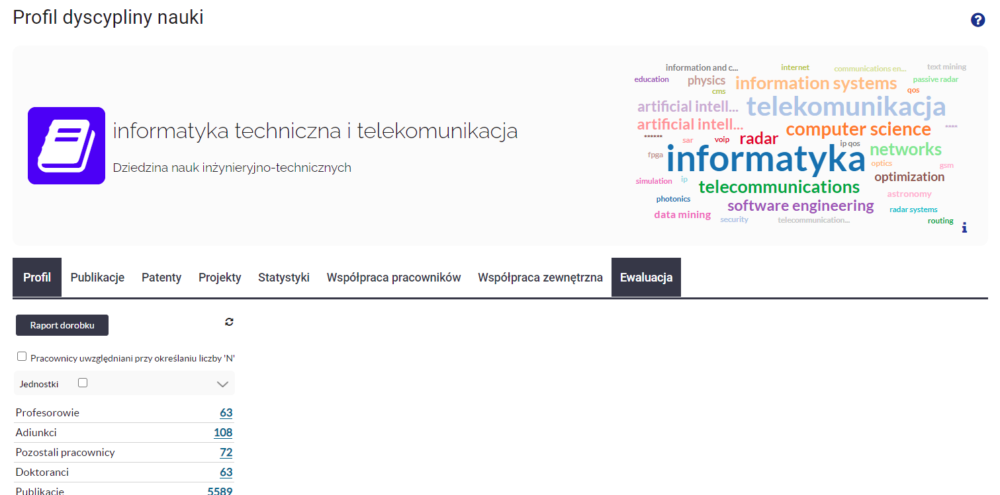 Profil dyscypliny nauki
?
information and c...
internet
communications en...
text mining
education
physics
information systems
passive radar
cms
qos
artificial intell...
telekomunikacja
artificial intell...
computer science
****
******
sar
voip
radar
ip qos
fpga
informatyka
networks
optics
gsm
simulation
ip
optimization
telecommunications
photonics
astronomy
software engineering
radar systems
data mining
security
telecommunication...
routing
i
informatyka techniczna i telekomunikacja
Dziedzina nauk inżynieryjno-technicznych
Profil Publikacje Patenty Projekty Statystyki Współpraca pracowników Współpraca zewnętrzna Ewaluacja
Raport dorobku
Pracownicy uwzględniani przy określaniu liczby 'N'
Jednostki
Profesorowie 63
Adiunkci 108
Pozostali pracownicy 72
Doktoranci 63
Publikacje 5589